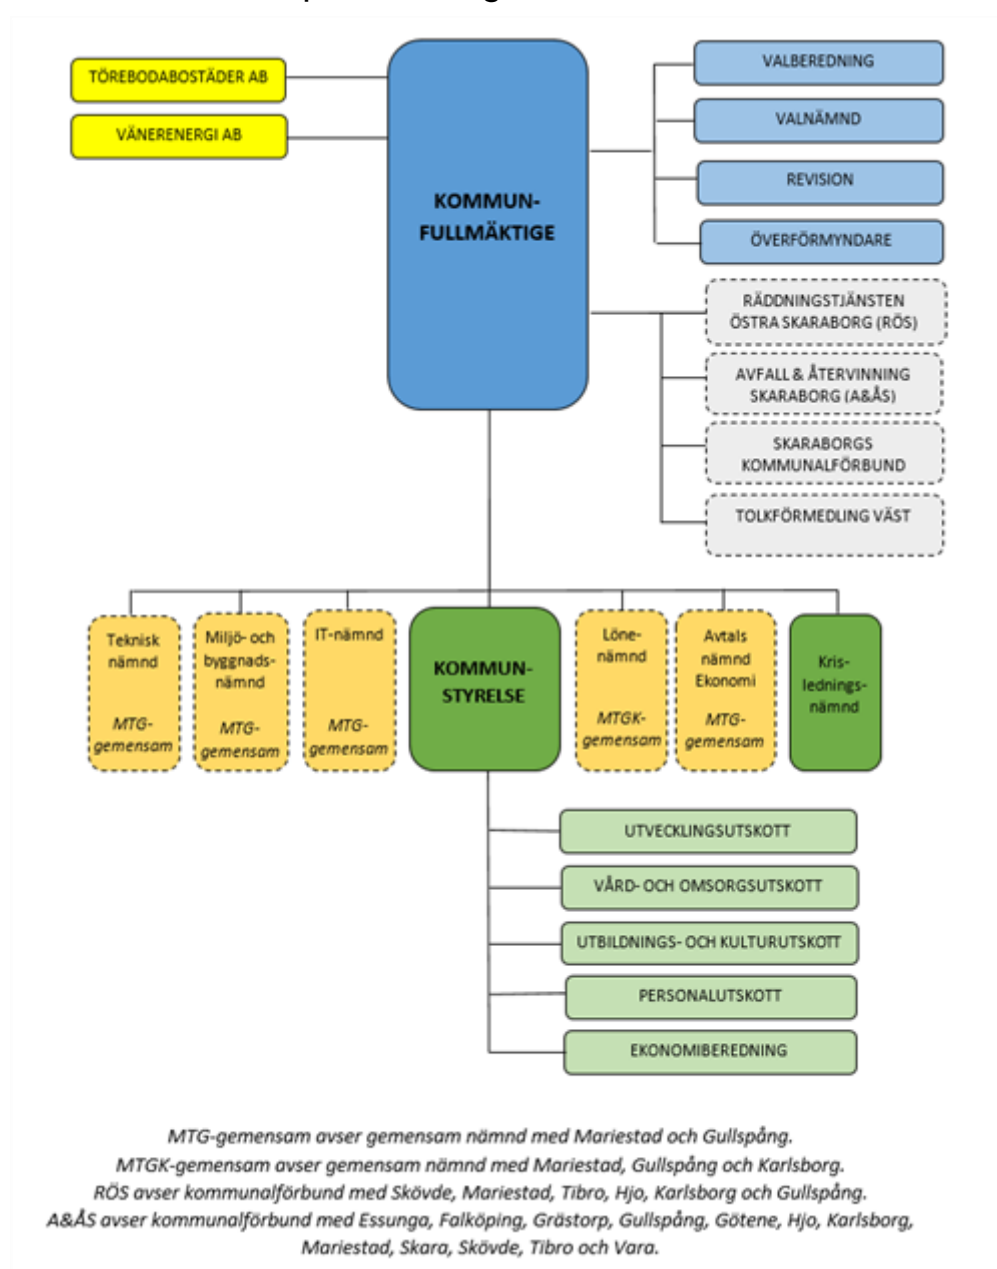 TÖREBODABOSTÄDER AB
VÄNERENERGI AB
KOMMUN-
FULLMÄKTIGE
VALBEREDNING
VALNÄMND
REVISION
ÖVERFÖRMYNDARE
RÄDDNINGSTJÄNSTEN
ÖSTRA SKARABORG (RÖS)
AVFALL & ÅTERVINNING
SKARABORG (A&ÅS)
SKARABORGS
KOMMUNALFÖRBUND
TOLKFÖRMEDLING VÄST
Teknisk
nämnd
MTG-
gemensam
Miljö- och
byggnads-
nämnd
MTG-
gemensam
IT-nämnd
MTG-
gemensam
KOMMUN-
STYRELSE
Löne-
nämnd
MTGK-
gemensam
Avtals
nämnd
Ekonomi
MTG-
gemensam
Kris-
lednings-
nämnd
UTVECKLINGSUTSKOTT
VÅRD- OCH OMSORGSUTSKOTT
UTBILDNINGS- OCH KULTURUTSKOTT
PERSONALUTSKOTT
EKONOMIBEREDNING
MTG-gemensam avser gemensam nämnd med Mariestad och Gullspång.
MTGK-gemensam avser gemensam nämnd med Mariestad, Gullspång och Karlsborg.
RÖS avser kommunalförbund med Skövde, Mariestad, Tibro, Hjo, Karlsborg och Gullspång.
A&ÅS avser kommunalförbund med Essunga, Falköping, Grästorp, Gullspång, Götene, Hjo, Karlsborg,
Mariestad, Skara, Skövde, Tibro och Vara.